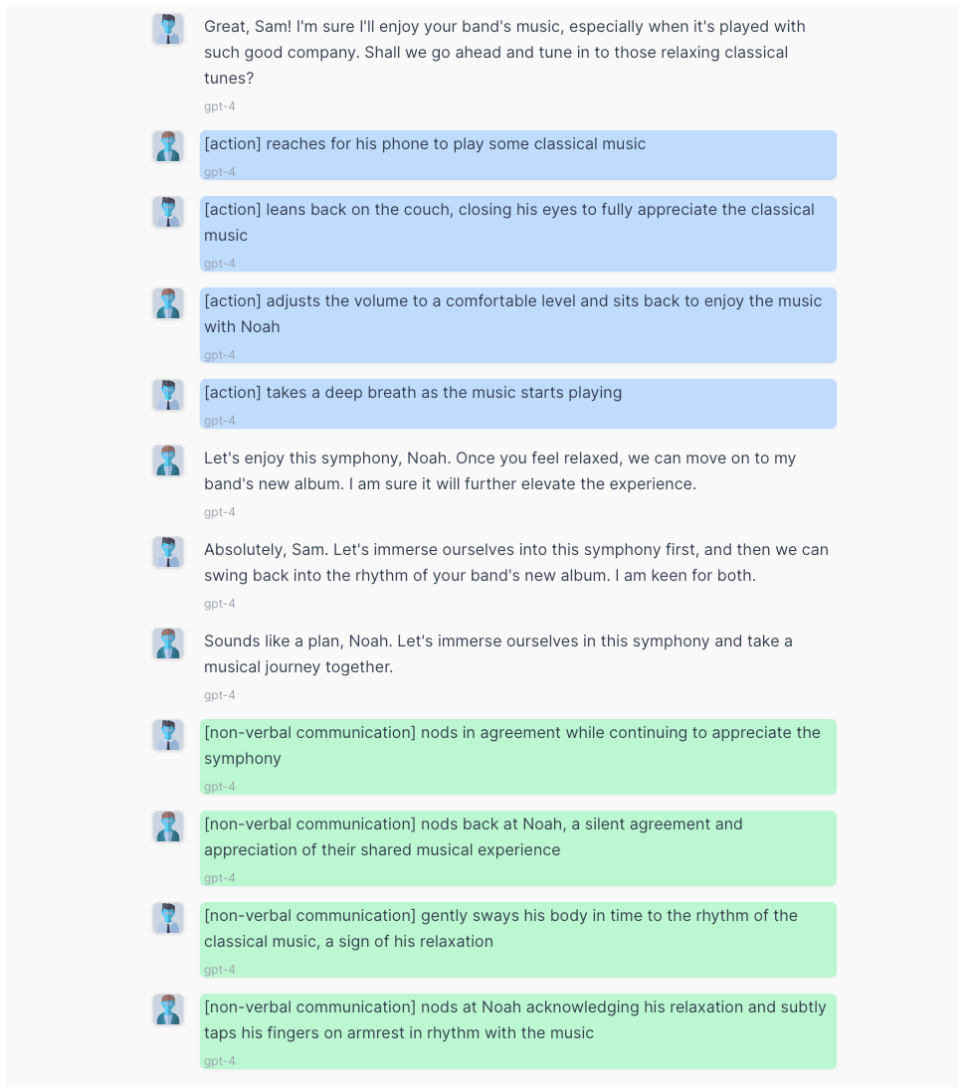 Great, Sam! I'm sure I'll enjoy your band's music, especially when it's played with
such good company. Shall we go ahead and tune in to those relaxing classical
tunes?
gpt-4
[action] reaches for his phone to play some classical music
gpt-4
[action] leans back on the couch, closing his eyes to fully appreciate the classical
music
gpt-4
[action] adjusts the volume to a comfortable level and sits back to enjoy the music
with Noah
gpt-4
[action] takes a deep breath as the music starts playing
gpt-4
Let's enjoy this symphony, Noah. Once you feel relaxed, we can move on to my
band's new album. I am sure it will further elevate the experience.
gpt-4
Absolutely, Sam. Let's immerse ourselves into this symphony first, and then we can
swing back into the rhythm of your band's new album. I am keen for both.
gpt-4
Sounds like a plan, Noah. Let's immerse ourselves in this symphony and take a
musical journey together.
gpt-4
[non-verbal communication] nods in agreement while continuing to appreciate the
symphony
gpt-4
[non-verbal communication] nods back at Noah, a silent agreement and
appreciation of their shared musical experience
gpt-4
[non-verbal communication] gently sways his body in time to the rhythm of the
classical music, a sign of his relaxation
gpt-4
[non-verbal communication] nods at Noah acknowledging his relaxation and subtly
taps his fingers on armrest in rhythm with the music
gpt-4